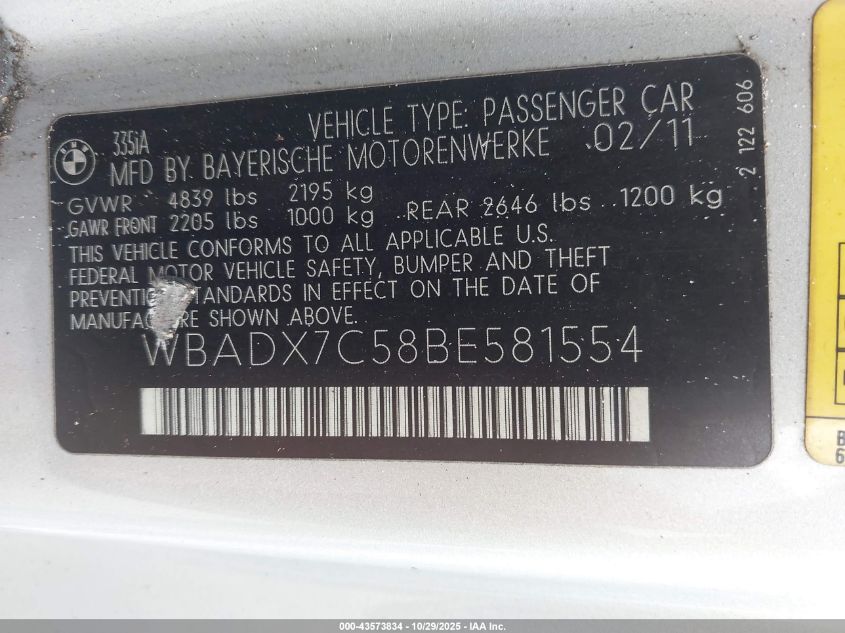 BMW
335iA
VEHICLE TYPE: PASSENGER CAR
MFD BY BAYERISCHE MOTORENWERKE 02/11
GVWR 4839 lbs 2195 kg
GAWR FRONT 2205 lbs 1000 kg REAR 2646 lbs 1200 kg
THIS VEHICLE CONFORMS TO ALL APPLICABLE U.S.
FEDERAL MOTOR VEHICLE SAFETY, BUMPER AND THEFT
STANDARDS IN EFFECT ON THE DATE OF
SHOWN ABOVE.
WBADX7C58BE581554
2 122 606
000-43573834 - 10/29/2025 - IAA Inc.